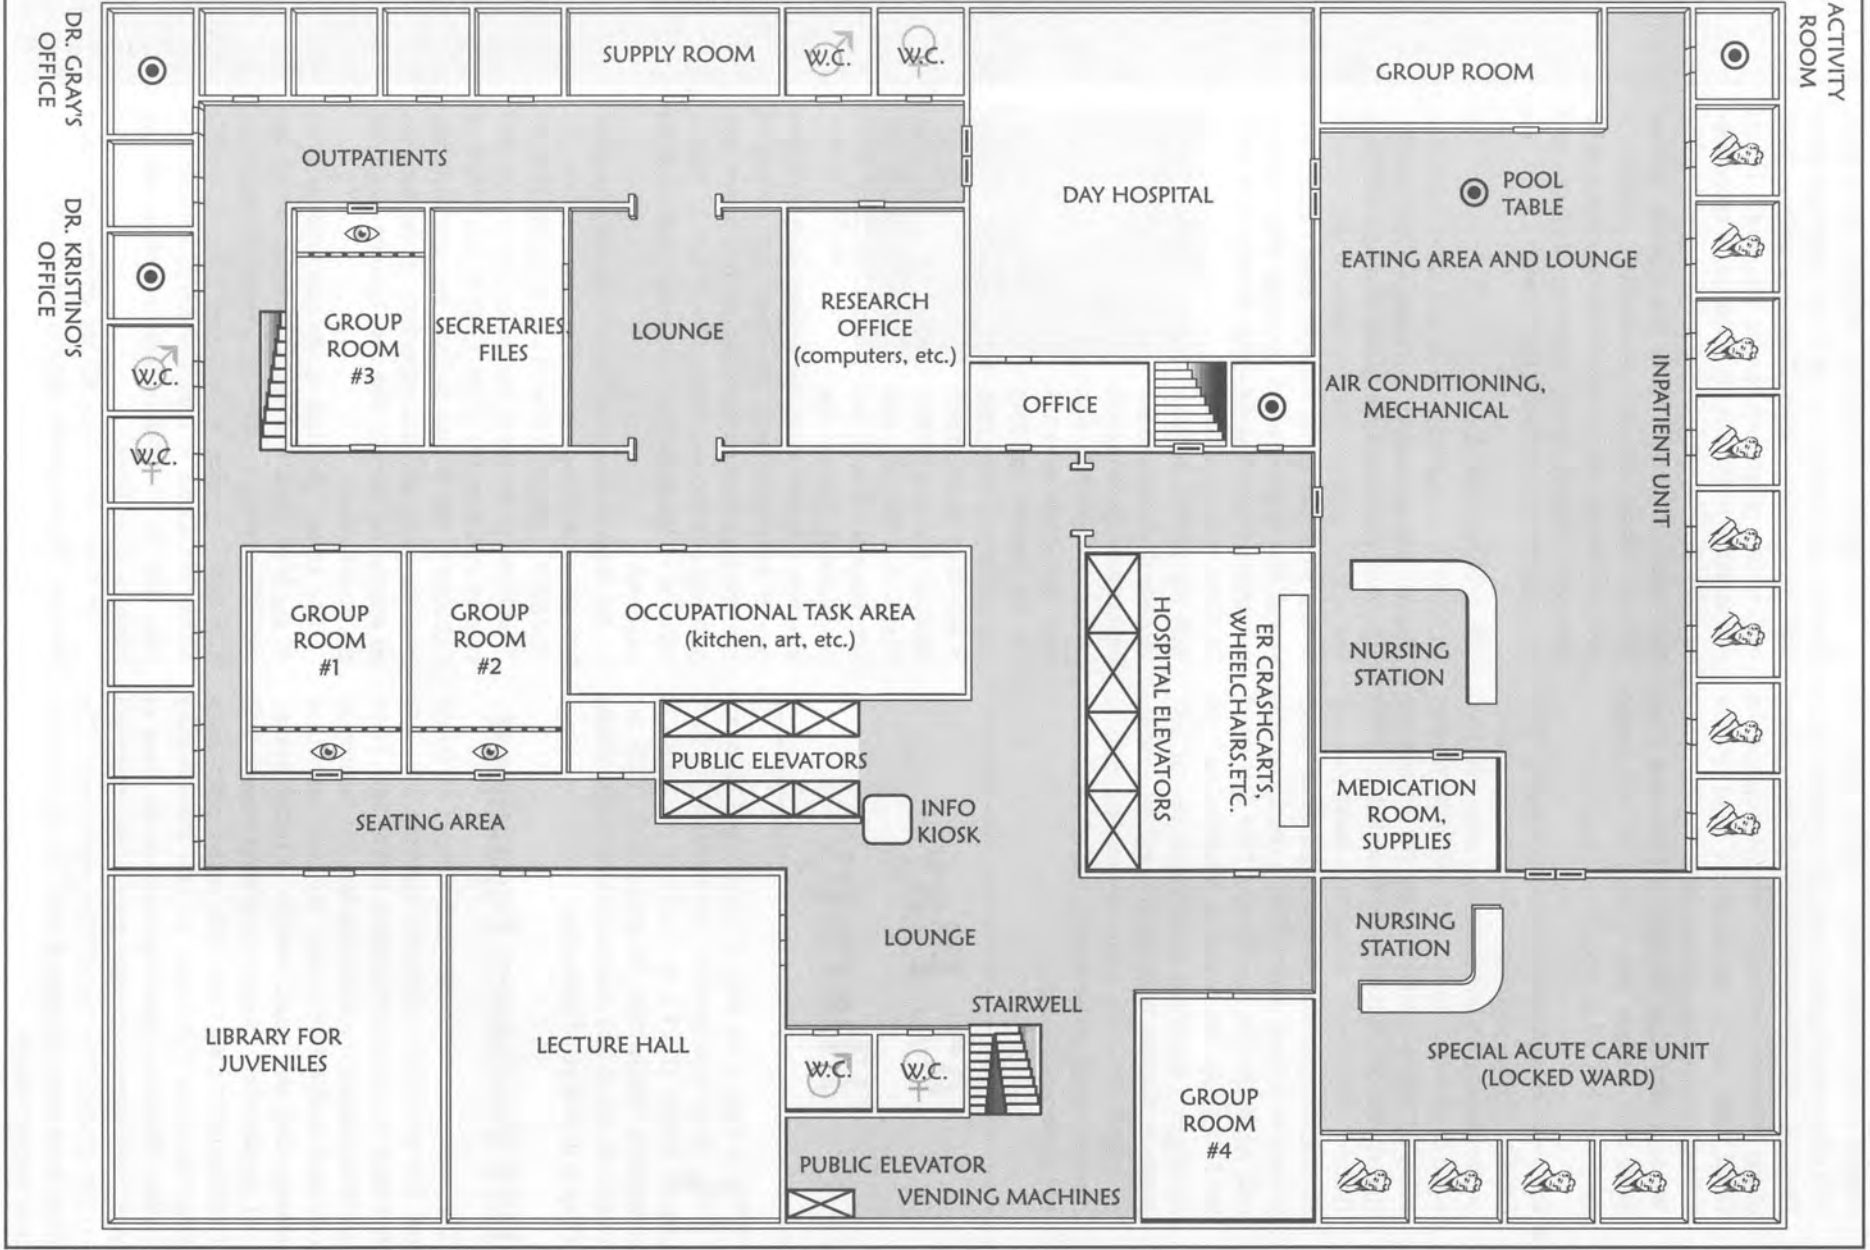 DR. GRAY'S
OFFICE
DR. KRISTINO'S
OFFICE
SUPPLY ROOM
W.C.
W.C.
GROUP ROOM
ACTIVITY
ROOM
OUTPATIENTS
DAY HOSPITAL
POOL
TABLE
EATING AREA AND LOUNGE
GROUP
ROOM
#3
SECRETARIES,
FILES
LOUNGE
RESEARCH
OFFICE
(computers, etc.)
OFFICE
AIR CONDITIONING,
MECHANICAL
INPATIENT UNIT
W.C.
W.C.
GROUP
ROOM
#1
GROUP
ROOM
#2
OCCUPATIONAL TASK AREA
(kitchen, art, etc.)
HOSPITAL ELEVATORS
ER CRASHCARTS,
WHEELCHAIRS.ETC.
NURSING
STATION
PUBLIC ELEVATORS
SEATING AREA
INFO
KIOSK
MEDICATION
ROOM,
SUPPLIES
LOUNGE
NURSING
STATION
STAIRWELL
LIBRARY FOR
JUVENILES
LECTURE HALL
W.C.
W.C.
SPECIAL ACUTE CARE UNIT
(LOCKED WARD)
GROUP
ROOM
#4
PUBLIC ELEVATOR
VENDING MACHINES